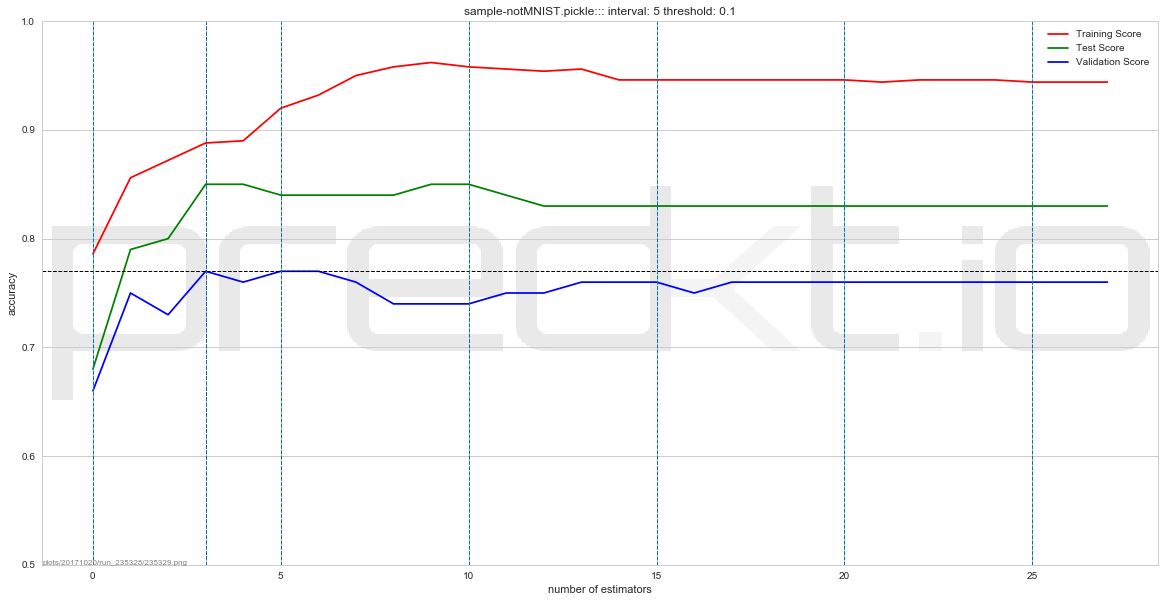 sample-notMNIST.pickle::: interval: 5 threshold: 0.1
1.0
0.9
0.8
0.7
0.6
0.5
accuracy
Training Score
Test Score
Validation Score
predkt.io
plots/20171020/run_235328/235329.png
0 5 10 15 20 25
number of estimators